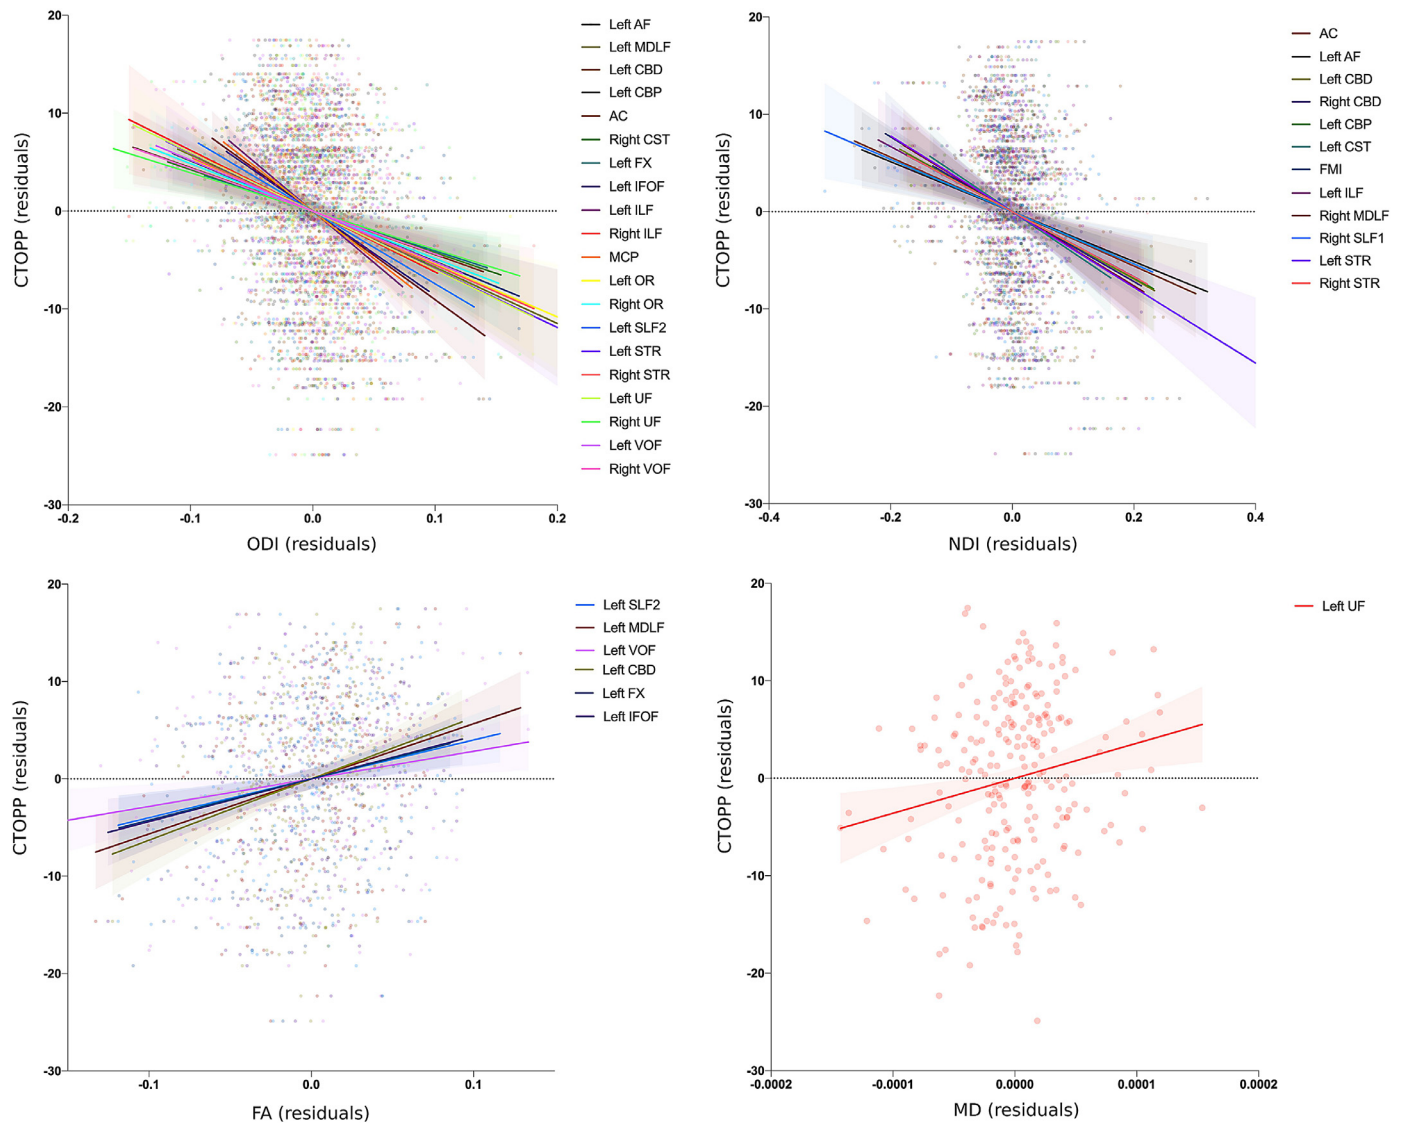 20
10
0
-10
-20
-30
CTOPP (residuals)
-0.2
-0.1
0.0
0.1
0.2
ODI (residuals)
Left AF
Left MDLF
Left CBD
Left CBP
AC
Right CST
Left FX
Left IFOF
Left ILF
Right ILF
MCP
Left OR
Right OR
Left SLF2
Left STR
Right STR
Left UF
Right UF
Left VOF
Right VOF
20
10
0
-10
-20
-30
CTOPP (residuals)
-0.4
-0.2
0.0
0.2
0.4
NDI (residuals)
AC
Left AF
Left CBD
Right CBD
Left CBP
Left CST
FMI
Left ILF
Right MDLF
Right SLF1
Left STR
Right STR
20
10
0
-10
-20
-30
CTOPP (residuals)
-0.1
0.0
0.1
FA (residuals)
Left SLF2
Left MDLF
Left VOF
Left CBD
Left FX
Left IFOF
20
10
0
-10
-20
-30
CTOPP (residuals)
-0.0002
-0.0001
0.0000
0.0001
0.0002
MD (residuals)
Left UF